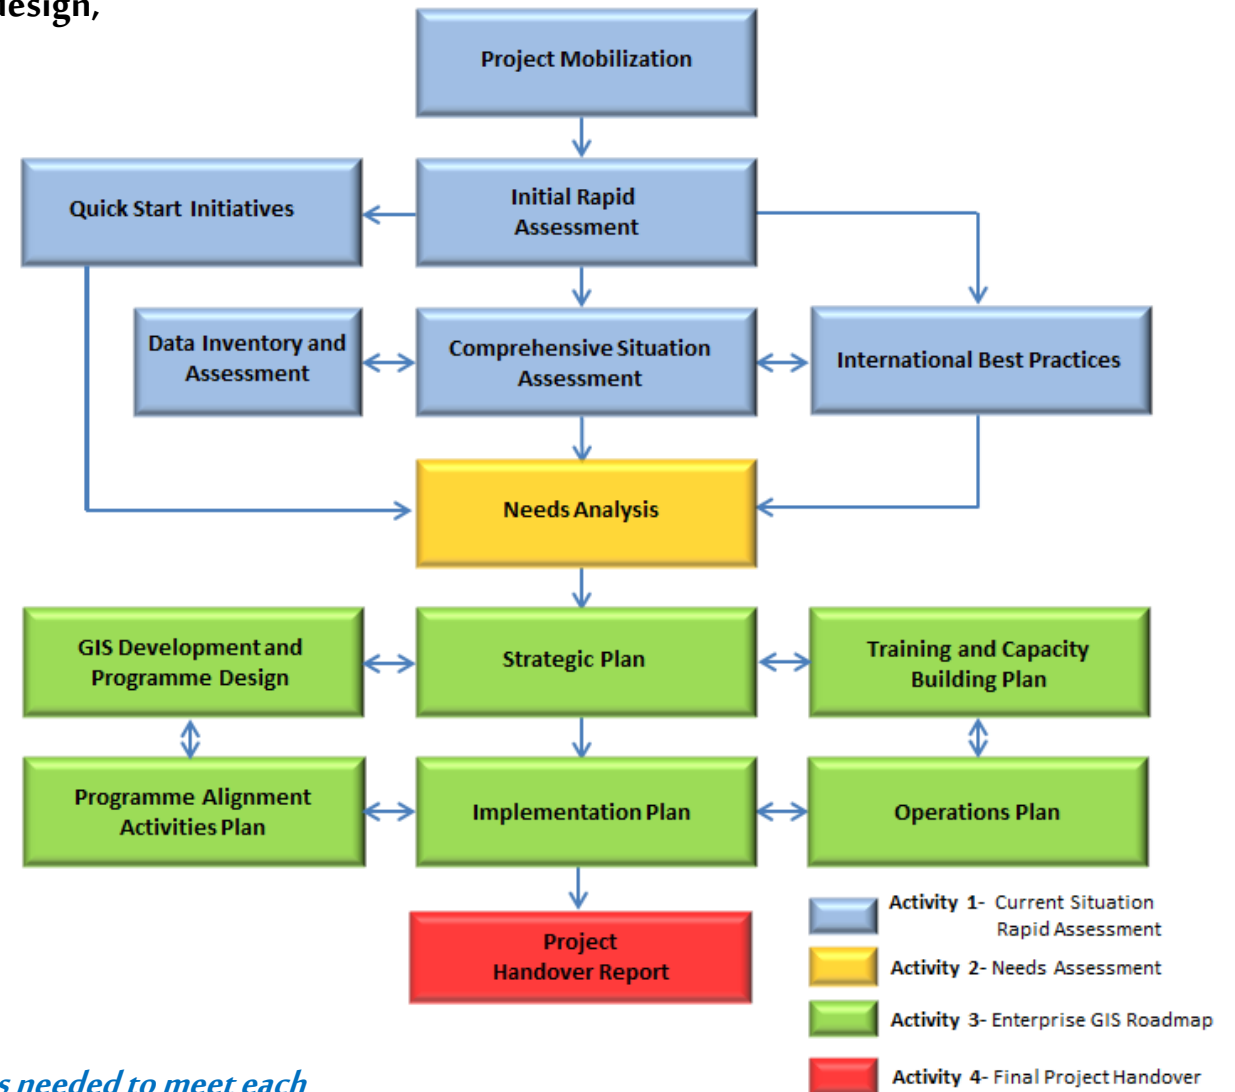 design,
Project Mobilization
Quick Start Initiatives
Initial Rapid
Assessment
Data Inventory and
Assessment
Comprehensive Situation
Assessment
International Best Practices
Needs Analysis
GIS Development and
Programme Design
Strategic Plan
Training and Capacity
Building Plan
Programme Alignment
Activities Plan
Implementation Plan
Operations Plan
Project
Handover Report
Activity 1- Current Situation
Rapid Assessment
Activity 2- Needs Assessment
Activity 3- Enterprise GIS Roadmap
Activity 4- Final Project Handover
s needed to meet each